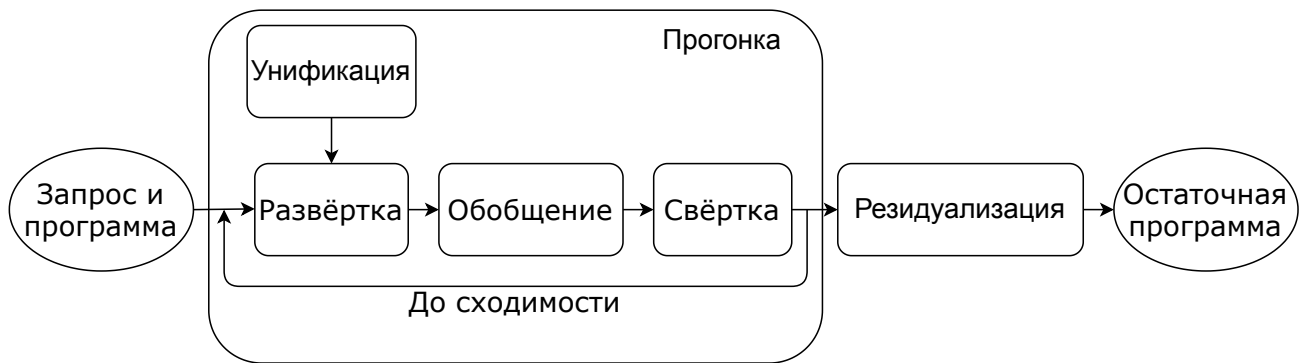 Прогонка
Унификация
Запрос и
программа
Развёртка
Обобщение
Свёртка
Резидуализация
Остаточная
программа
До сходимости